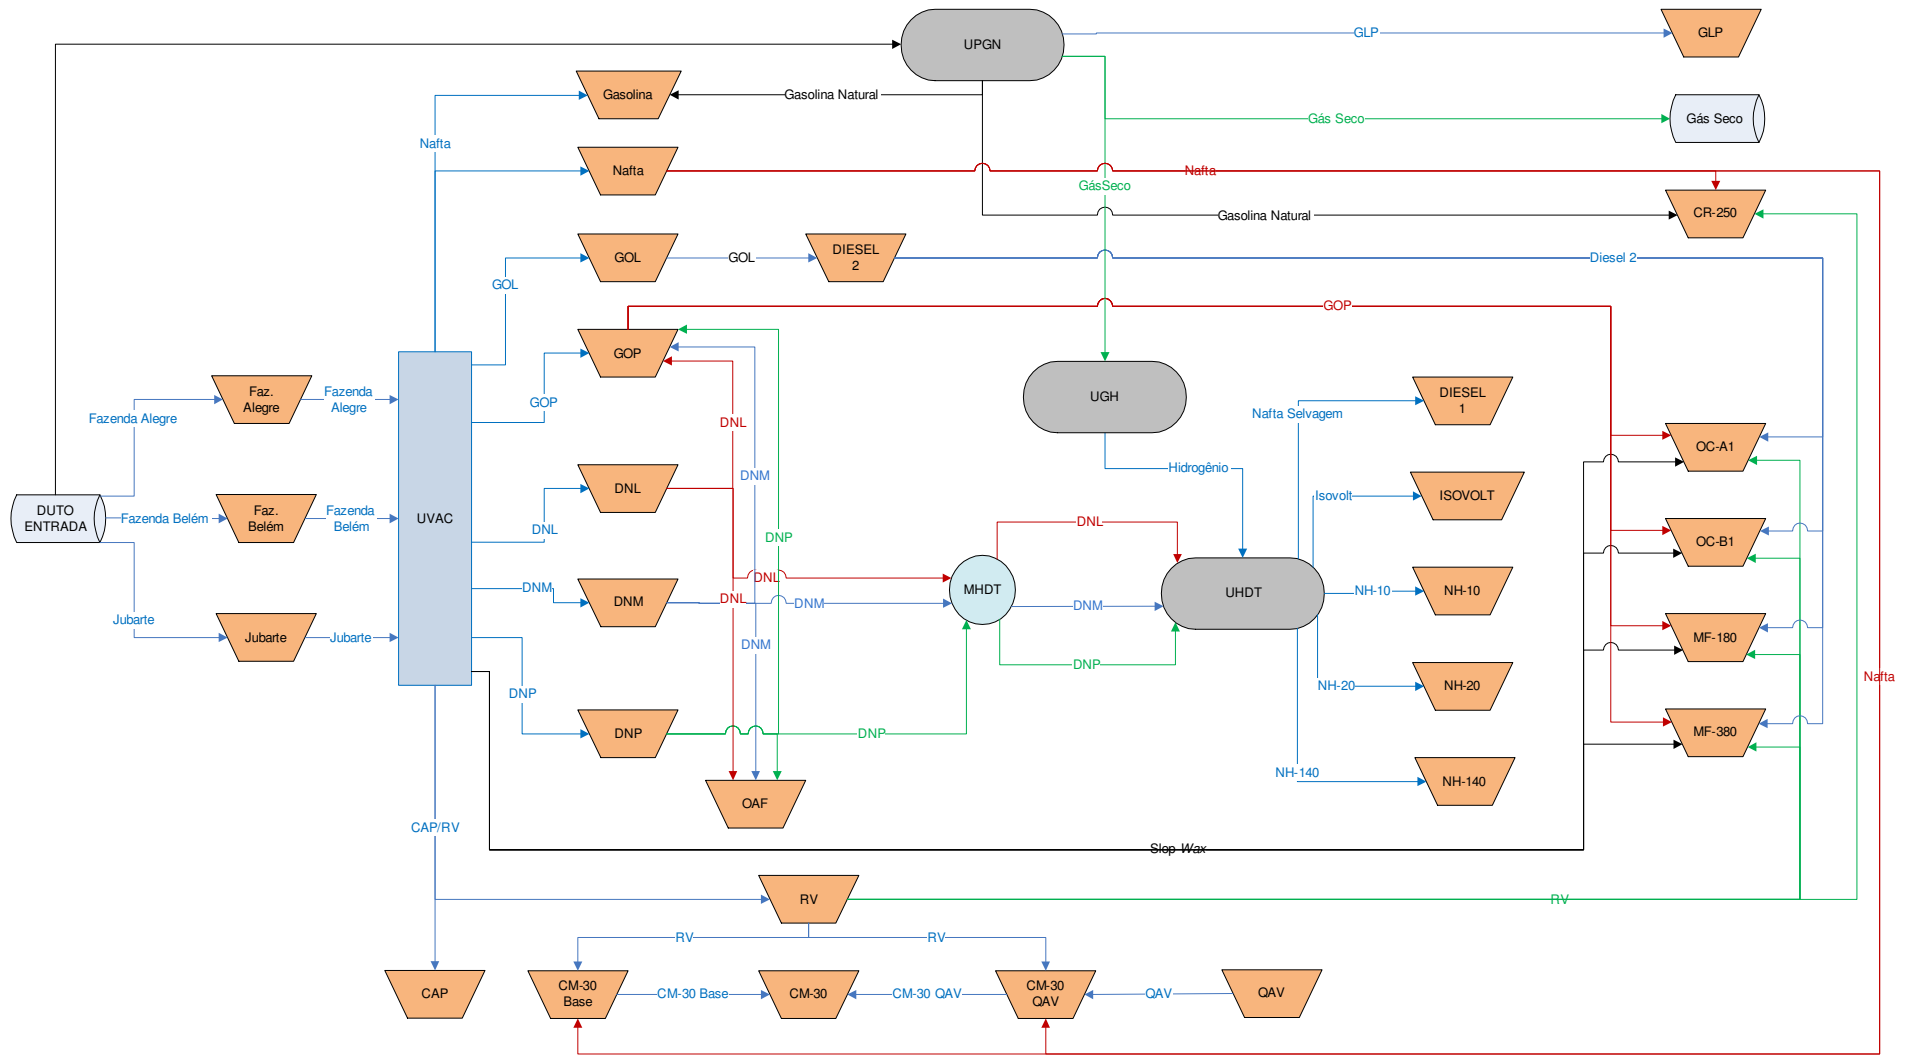 UPGN
GLP
GLP
Gasolina
Gasolina Natural
Gás Seco
Gás Seco
Nafta
Nafta
Nafta
GásSeco
Gasolina Natural
CR-250
GOL
GOL
DIESEL
2
Diesel 2
GOL
GOP
GOP
GOP
UGH
Faz.
Alegre
Fazenda
Alegre
Fazenda Alegre
DNL
DIESEL
1
Nafta Selvagem
OC-A1
DNM
Hidrogênio
DNL
Isovolt
ISOVOLT
DUTO
ENTRADA
Fazenda Belém
Faz.
Belém
Fazenda
Belém
UVAC
DNL
DNP
DNL
OC-B1
DNL
DNM
DNM
DNL
DNM
MHDT
DNM
UHDT
NH-10
NH-10
Jubarte
Jubarte
Jubarte
DNM
DNP
MF-180
Nafta
DNP
NH-20
NH-20
DNP
DNP
MF-380
NH-140
NH-140
OAF
CAP/RV
Slop Wax
RV
RV
RV
RV
CAP
CM-30
Base
CM-30 Base
CM-30
CM-30 QAV
CM-30
QAV
QAV
QAV